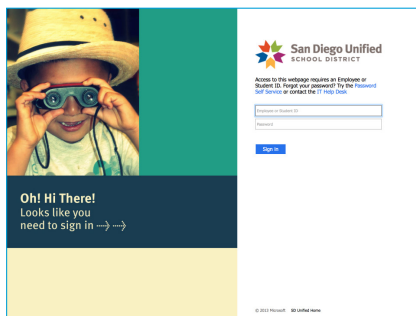 San Diego Unified
SCHOOL DISTRICT
Access to this webpage requires an Employee or
Student ID. Forgot your password? Try the Password
Self Service or contact the IT Help Desk
Employee or Student ID
Password
Sign in
Oh! Hi There!
Looks like you
need to sign in
© 2013 Microsoft SD Unified Home